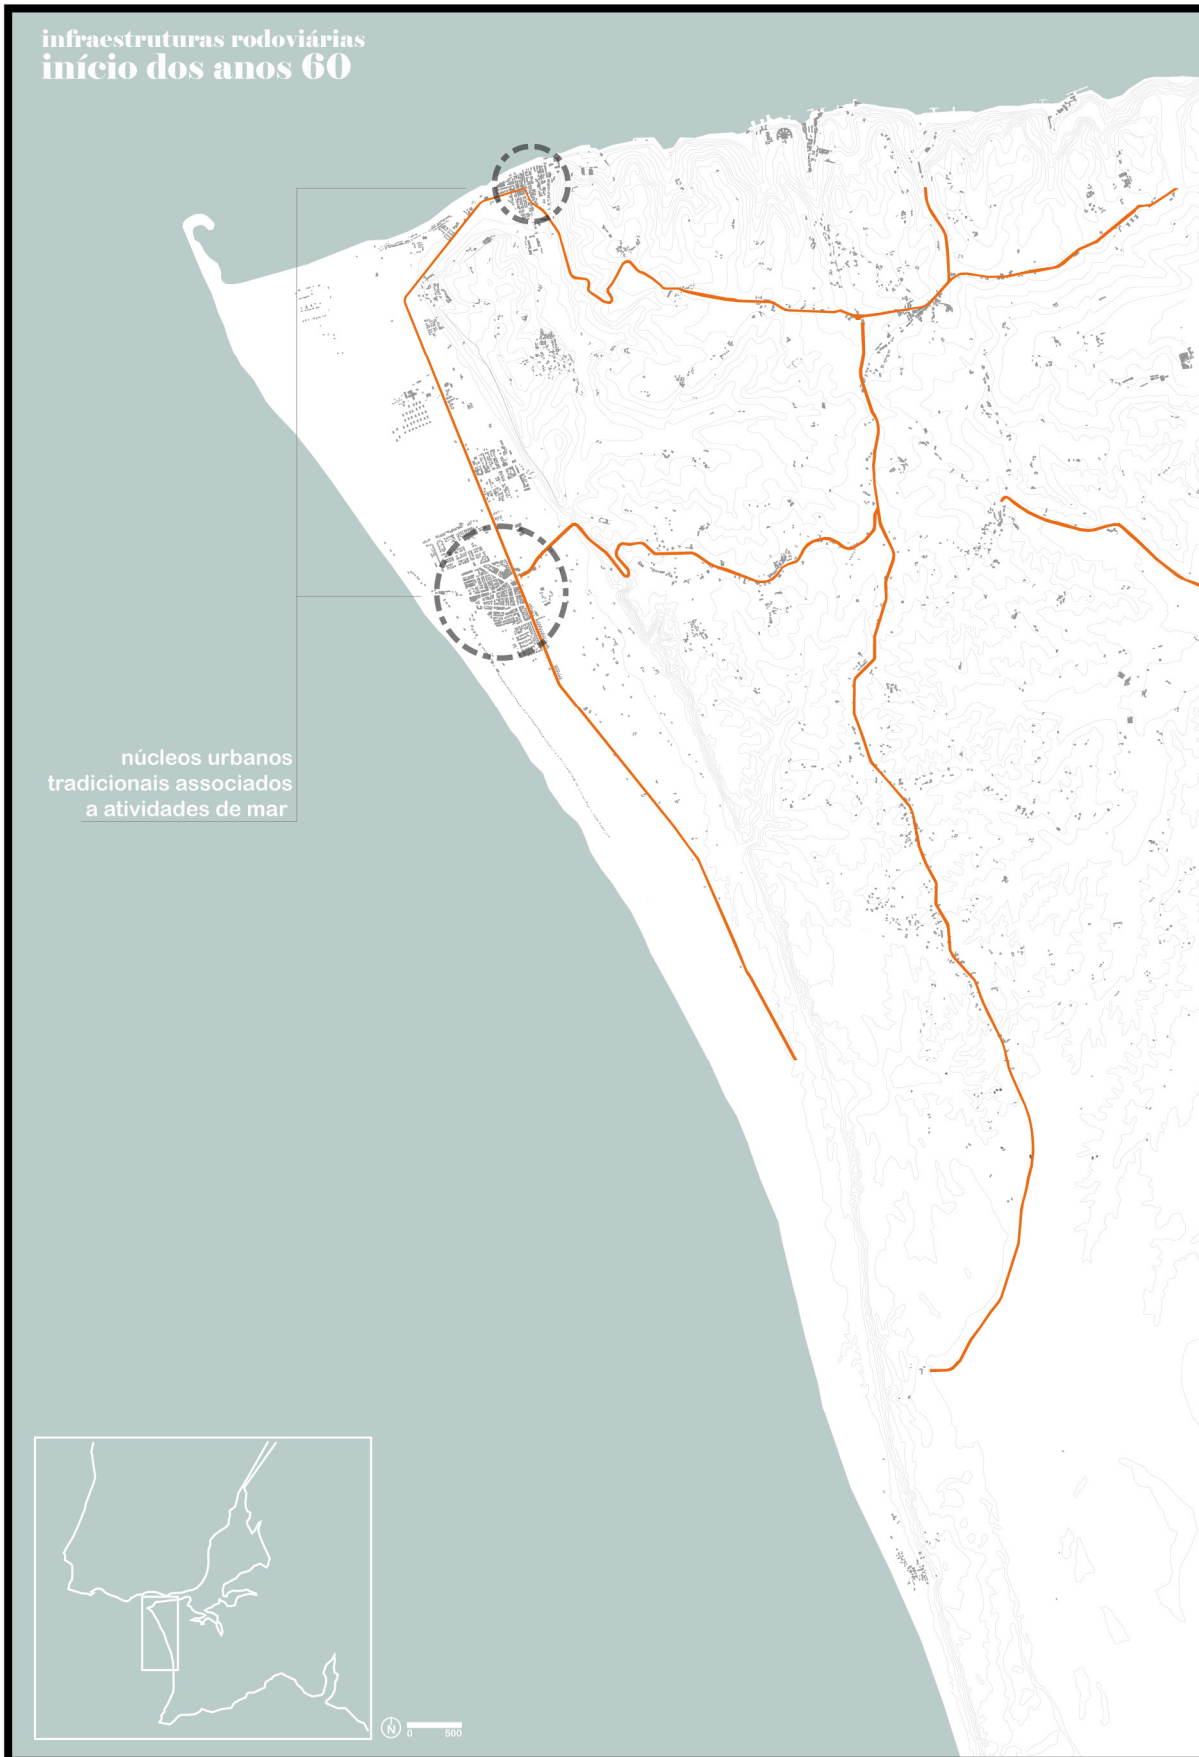 infraestruturas rodoviárias
início dos anos 60
núcleos urbanos
tradicionais associados
a atividades de mar
N
0 500